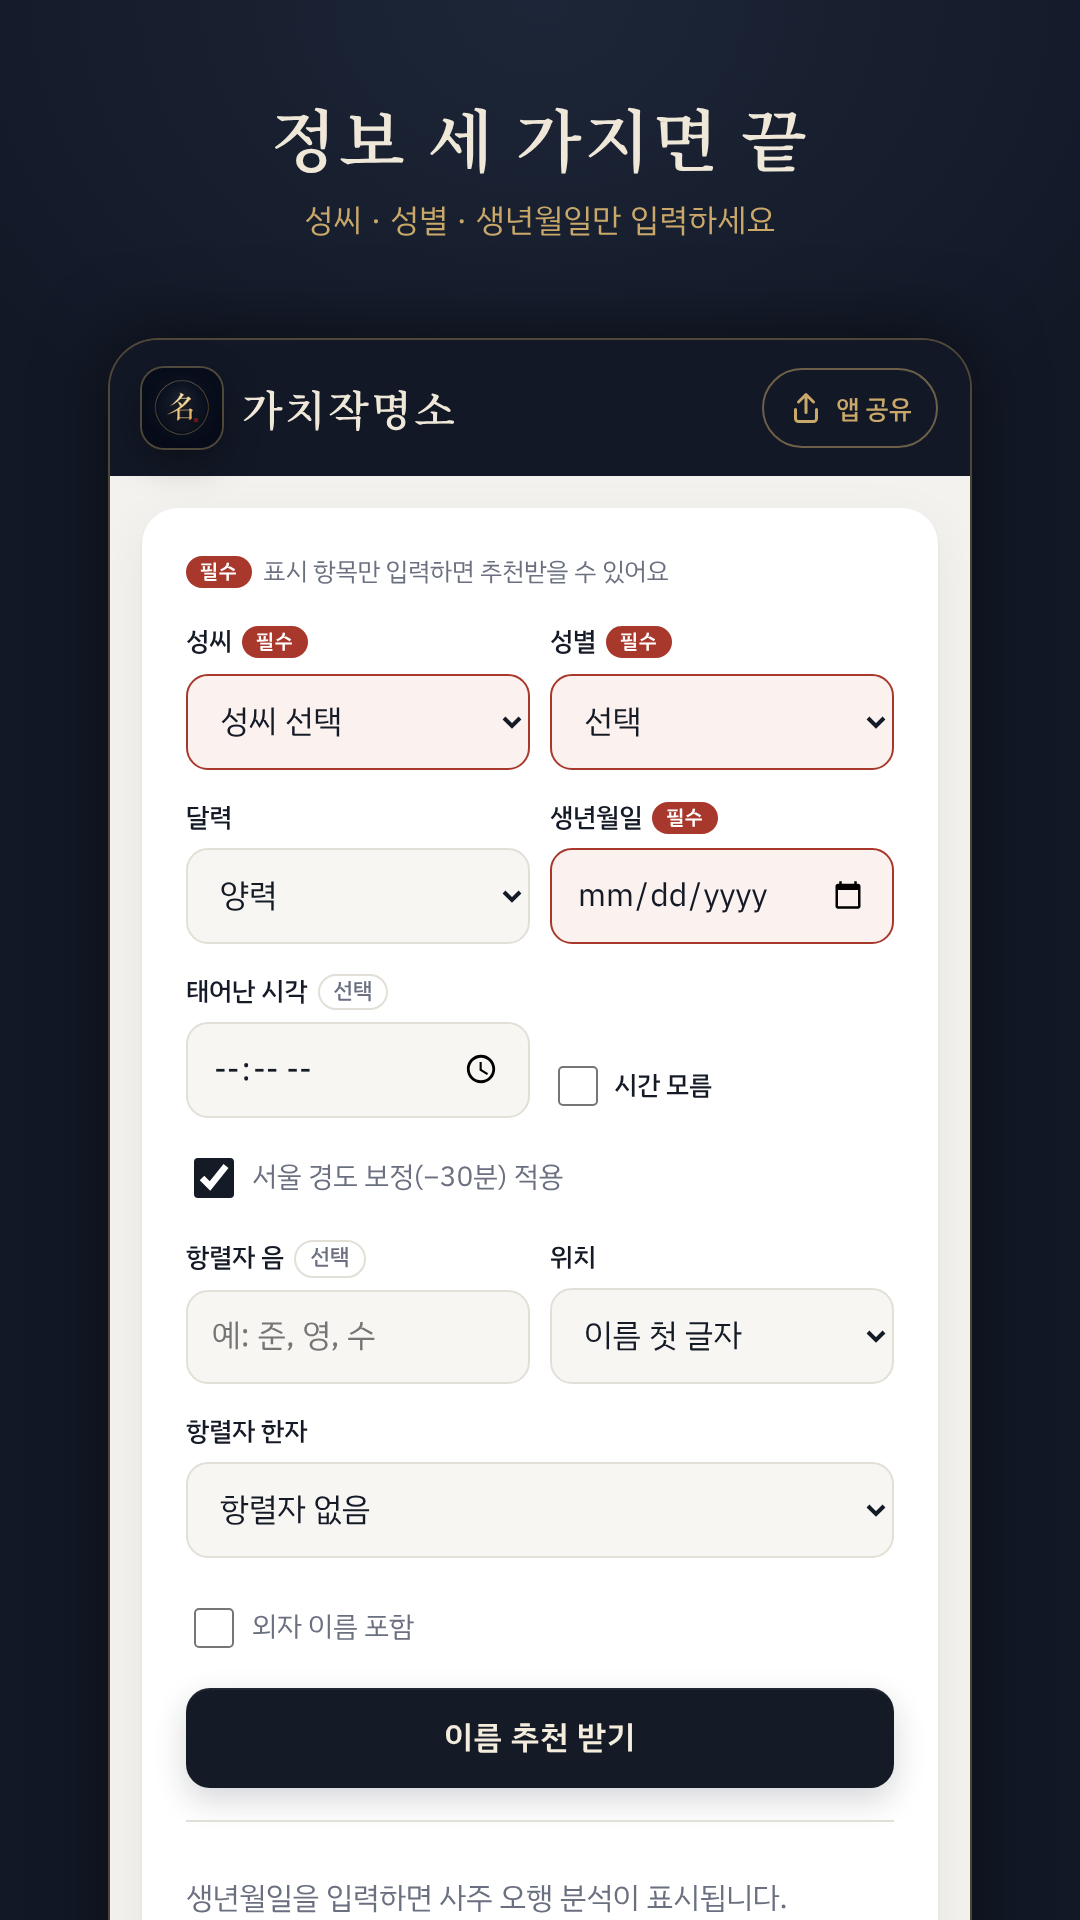 정보 세 가지면 끝
성씨 · 성별 · 생년월일만 입력하세요
名 가치작명소 앱 공유
필수 표시 항목만 입력하면 추천받을 수 있어요
성씨 필수 성별 필수
성씨 선택 선택
달력 생년월일 필수
양력 mm/dd/yyyy
태어난 시각 선택
--:-- -- 시간 모름
서울 경도 보정(−30분) 적용
항렬자 음 선택 위치
예: 준, 영, 수 이름 첫 글자
항렬자 한자
항렬자 없음
외자 이름 포함
이름 추천 받기
생년월일을 입력하면 사주 오행 분석이 표시됩니다.